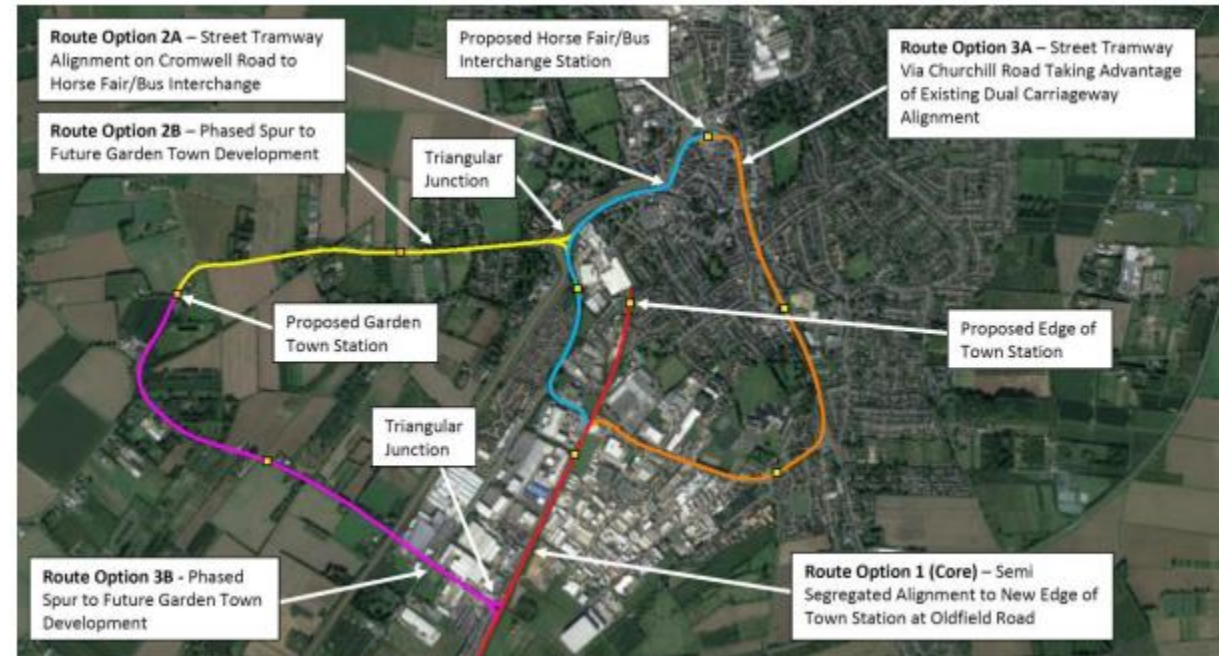 Route Option 2A – Street Tramway
Alignment on Cromwell Road to
Horse Fair/Bus Interchange
Proposed Horse Fair/Bus
Interchange Station
Route Option 3A – Street Tramway
Via Churchill Road Taking Advantage
of Existing Dual Carriageway
Alignment
Route Option 2B – Phased Spur to
Future Garden Town Development
Triangular
Junction
Proposed Garden
Town Station
Proposed Edge of
Town Station
Triangular
Junction
Route Option 3B - Phased
Spur to Future Garden Town
Development
Route Option 1 (Core) – Semi
Segregated Alignment to New Edge of
Town Station at Oldfield Road